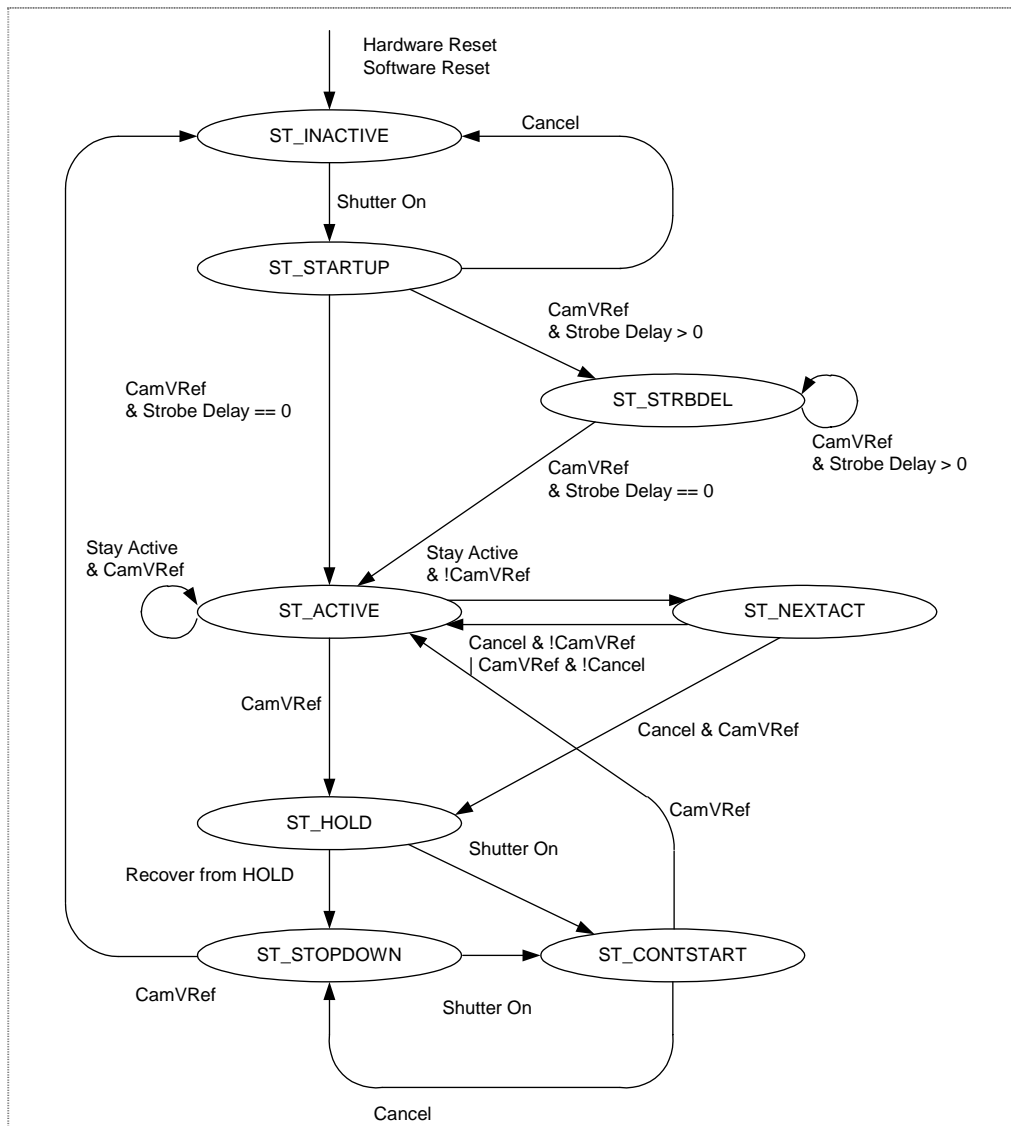 Hardware Reset
Software Reset
ST_INACTIVE
Cancel
Shutter On
ST_STARTUP
CamVRef
& Strobe Delay > 0
CamVRef
& Strobe Delay == 0
ST_STRBDEL
CamVRef
& Strobe Delay > 0
CamVRef
& Strobe Delay == 0
Stay Active
& CamVRef
Stay Active
& !CamVRef
ST_ACTIVE
ST_NEXTACT
Cancel & !CamVRef
| CamVRef & !Cancel
CamVRef
Cancel & CamVRef
CamVRef
ST_HOLD
Shutter On
Recover from HOLD
ST_STOPDOWN
ST_CONTSTART
CamVRef
Shutter On
Cancel